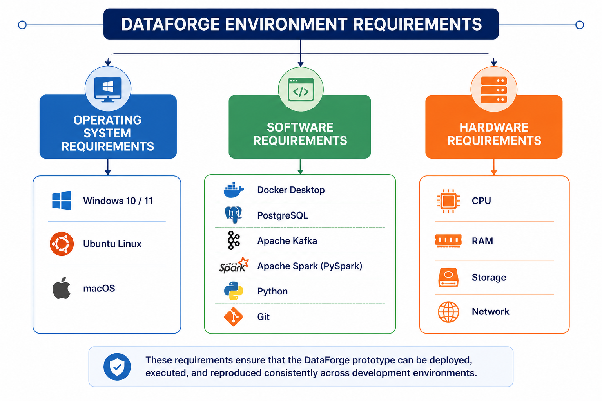 DATAFORGE ENVIRONMENT REQUIREMENTS
OPERATING
SYSTEM
REQUIREMENTS
Windows 10 / 11
Ubuntu Linux
macOS
SOFTWARE
REQUIREMENTS
Docker Desktop
PostgreSQL
Apache Kafka
Spark
Apache Spark (PySpark)
Python
Git
HARDWARE
REQUIREMENTS
CPU
RAM
Storage
Network
These requirements ensure that the DataForge prototype can be deployed,
executed, and reproduced consistently across development environments.